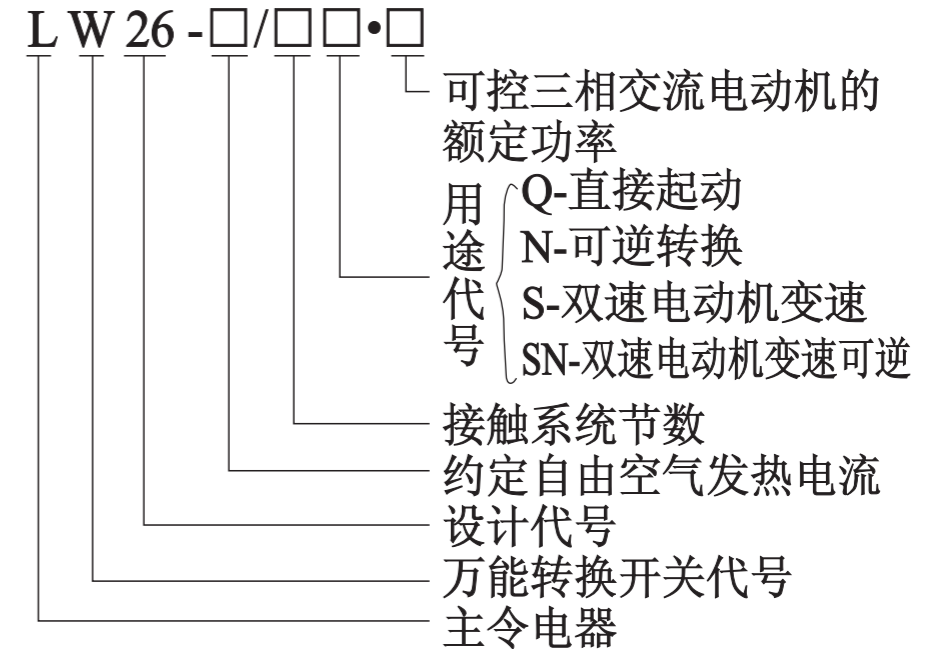 LW26-□/□□•□
可控三相交流电动机的
额定功率
用途代号
Q-直接起动
N-可逆转换
S-双速电动机变速
SN-双速电动机变速可逆
接触系统节数
约定自由空气发热电流
设计代号
万能转换开关代号
主令电器